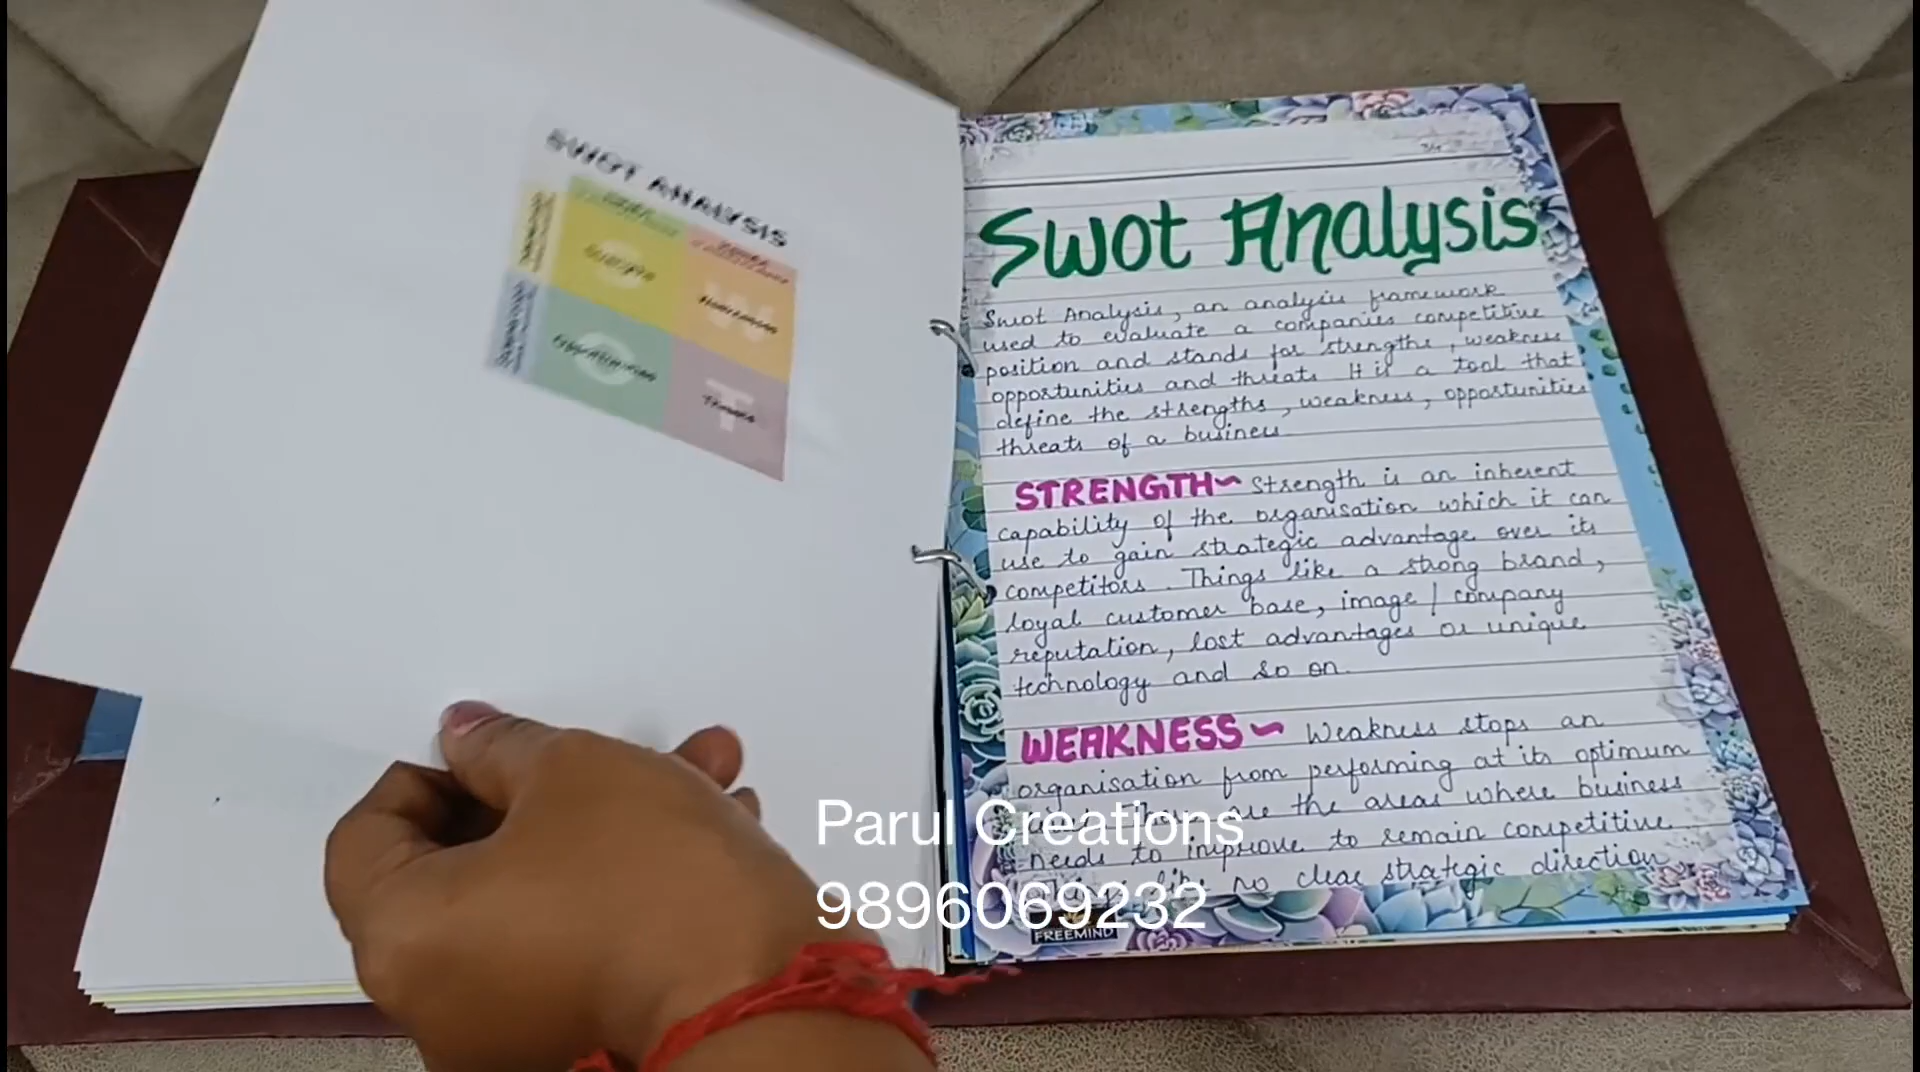 SWOT ANALYSIS
Strengths
Weaknesses
Opportunities
Threats
Swot Analysis
Swot Analysis, an analysis framework
used to evaluate a companies competitive
position and stands for strengths, weakness
opportunities and threats. It is a tool that
define the strengths, weakness, opportunities
threats of a business
STRENGTH~ Strength is an inherent
capability of the organisation which it can
use to gain strategic advantage over its
competitors. Things like a strong brand,
loyal customer base, image / company
reputation, lost advantages or unique
technology and so on.
WEAKNESS~ Weakness stops an
organisation from performing at its optimum
are the areas where business
needs to improve to remain competitive.
no clear strategic direction
Parul Creations
9896069232
FREEMIND